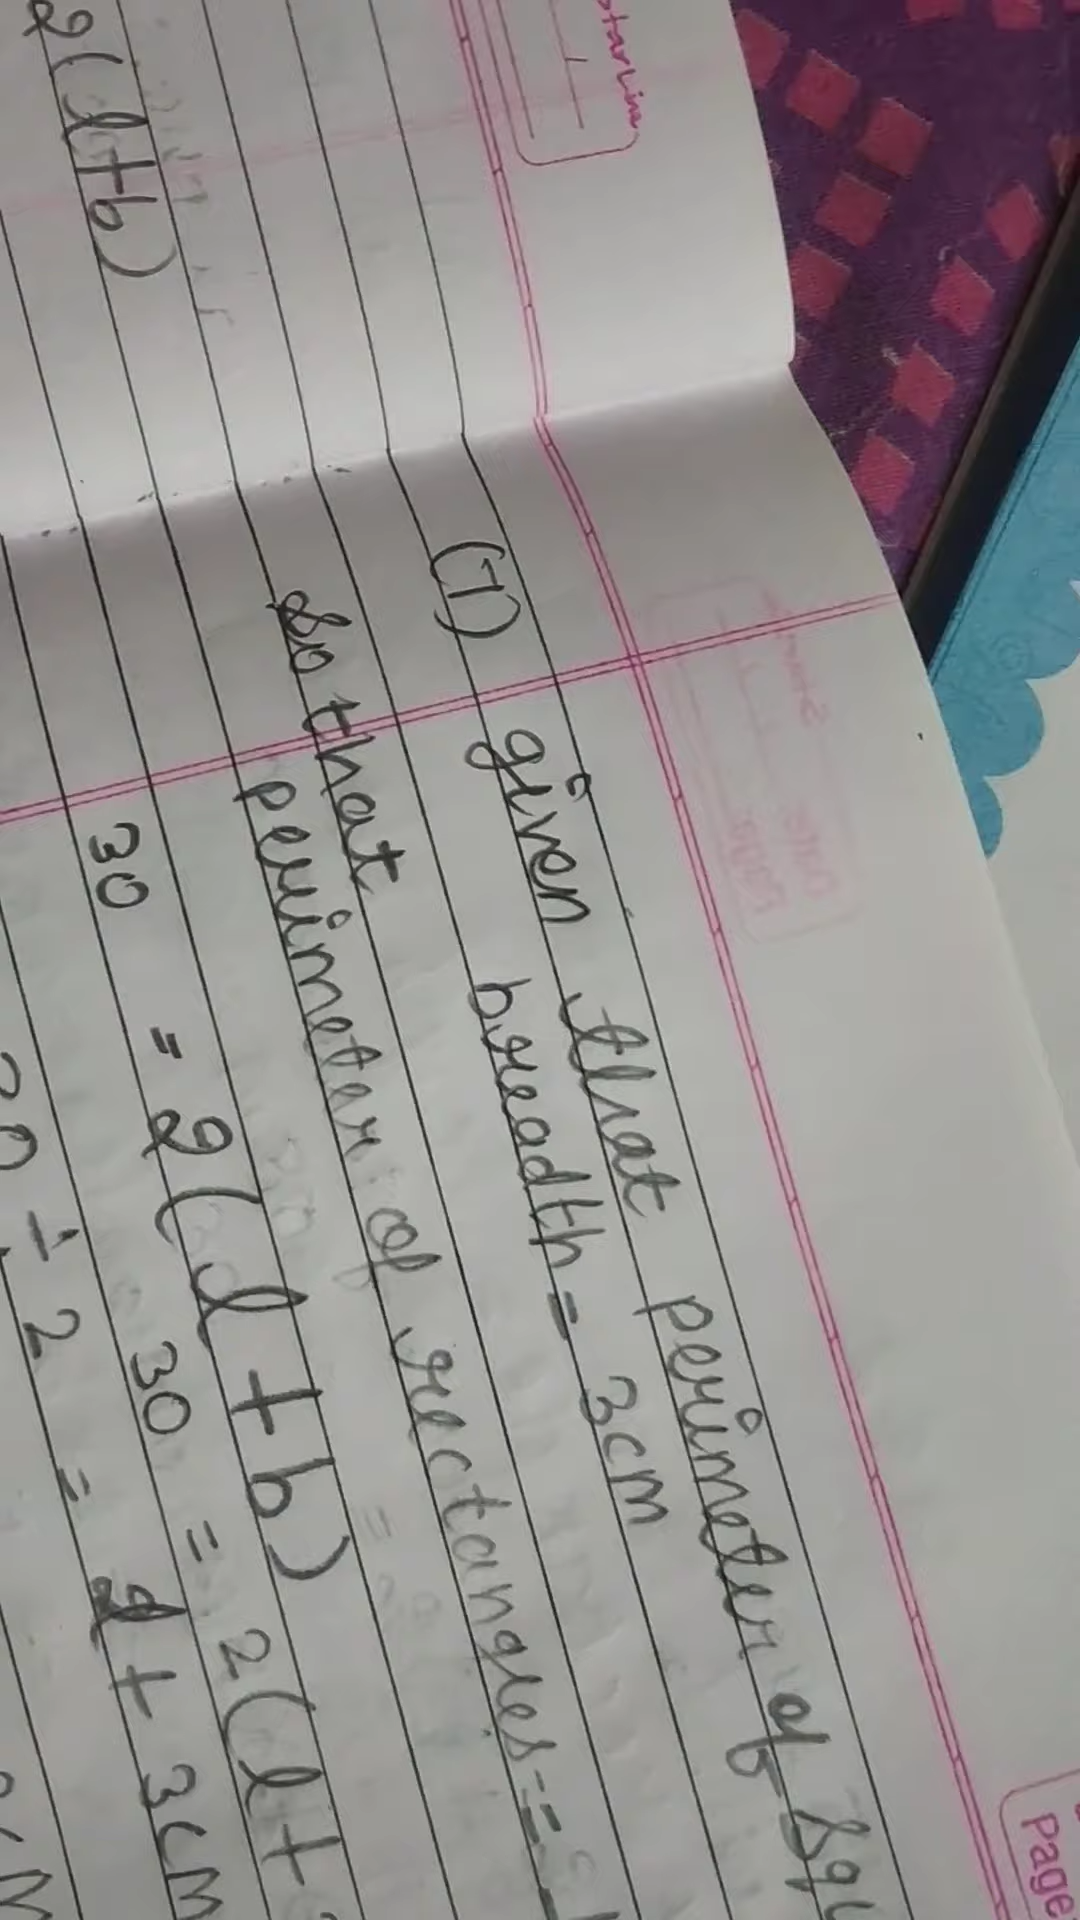 2(l+b)
(7) given that perimeter of
breadth = 3cm
So that
perimeter of rectangles =
30 = 2(l+b)
30 = 2(l+
÷ 2 = l + 3cm
Page